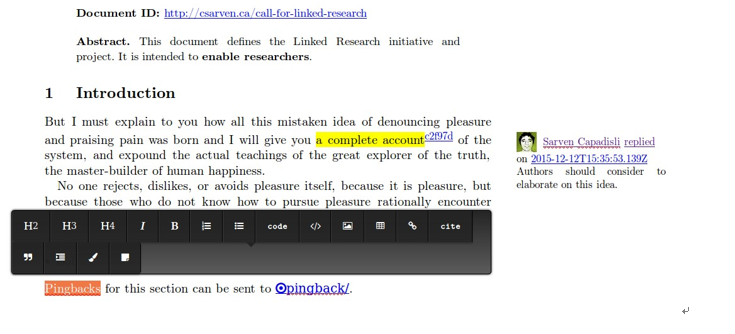 Document ID: http://csarven.ca/call-for-linked-research
Abstract. This document defines the Linked Research initiative and
project. It is intended to enable researchers.
1 Introduction
But I must explain to you how all this mistaken idea of denouncing pleasure
and praising pain was born and I will give you a complete accountc2f97d of the
system, and expound the actual teachings of the great explorer of the truth,
the master-builder of human happiness.
No one rejects, dislikes, or avoids pleasure itself, because it is pleasure, but
because those who do not know how to pursue pleasure rationally encounter
H2 H3 H4 I B code </> cite
Pingbacks for this section can be sent to pingback/.
Sarven Capadisli replied
on 2015-12-12T15:35:53.139Z
Authors should consider to
elaborate on this idea.